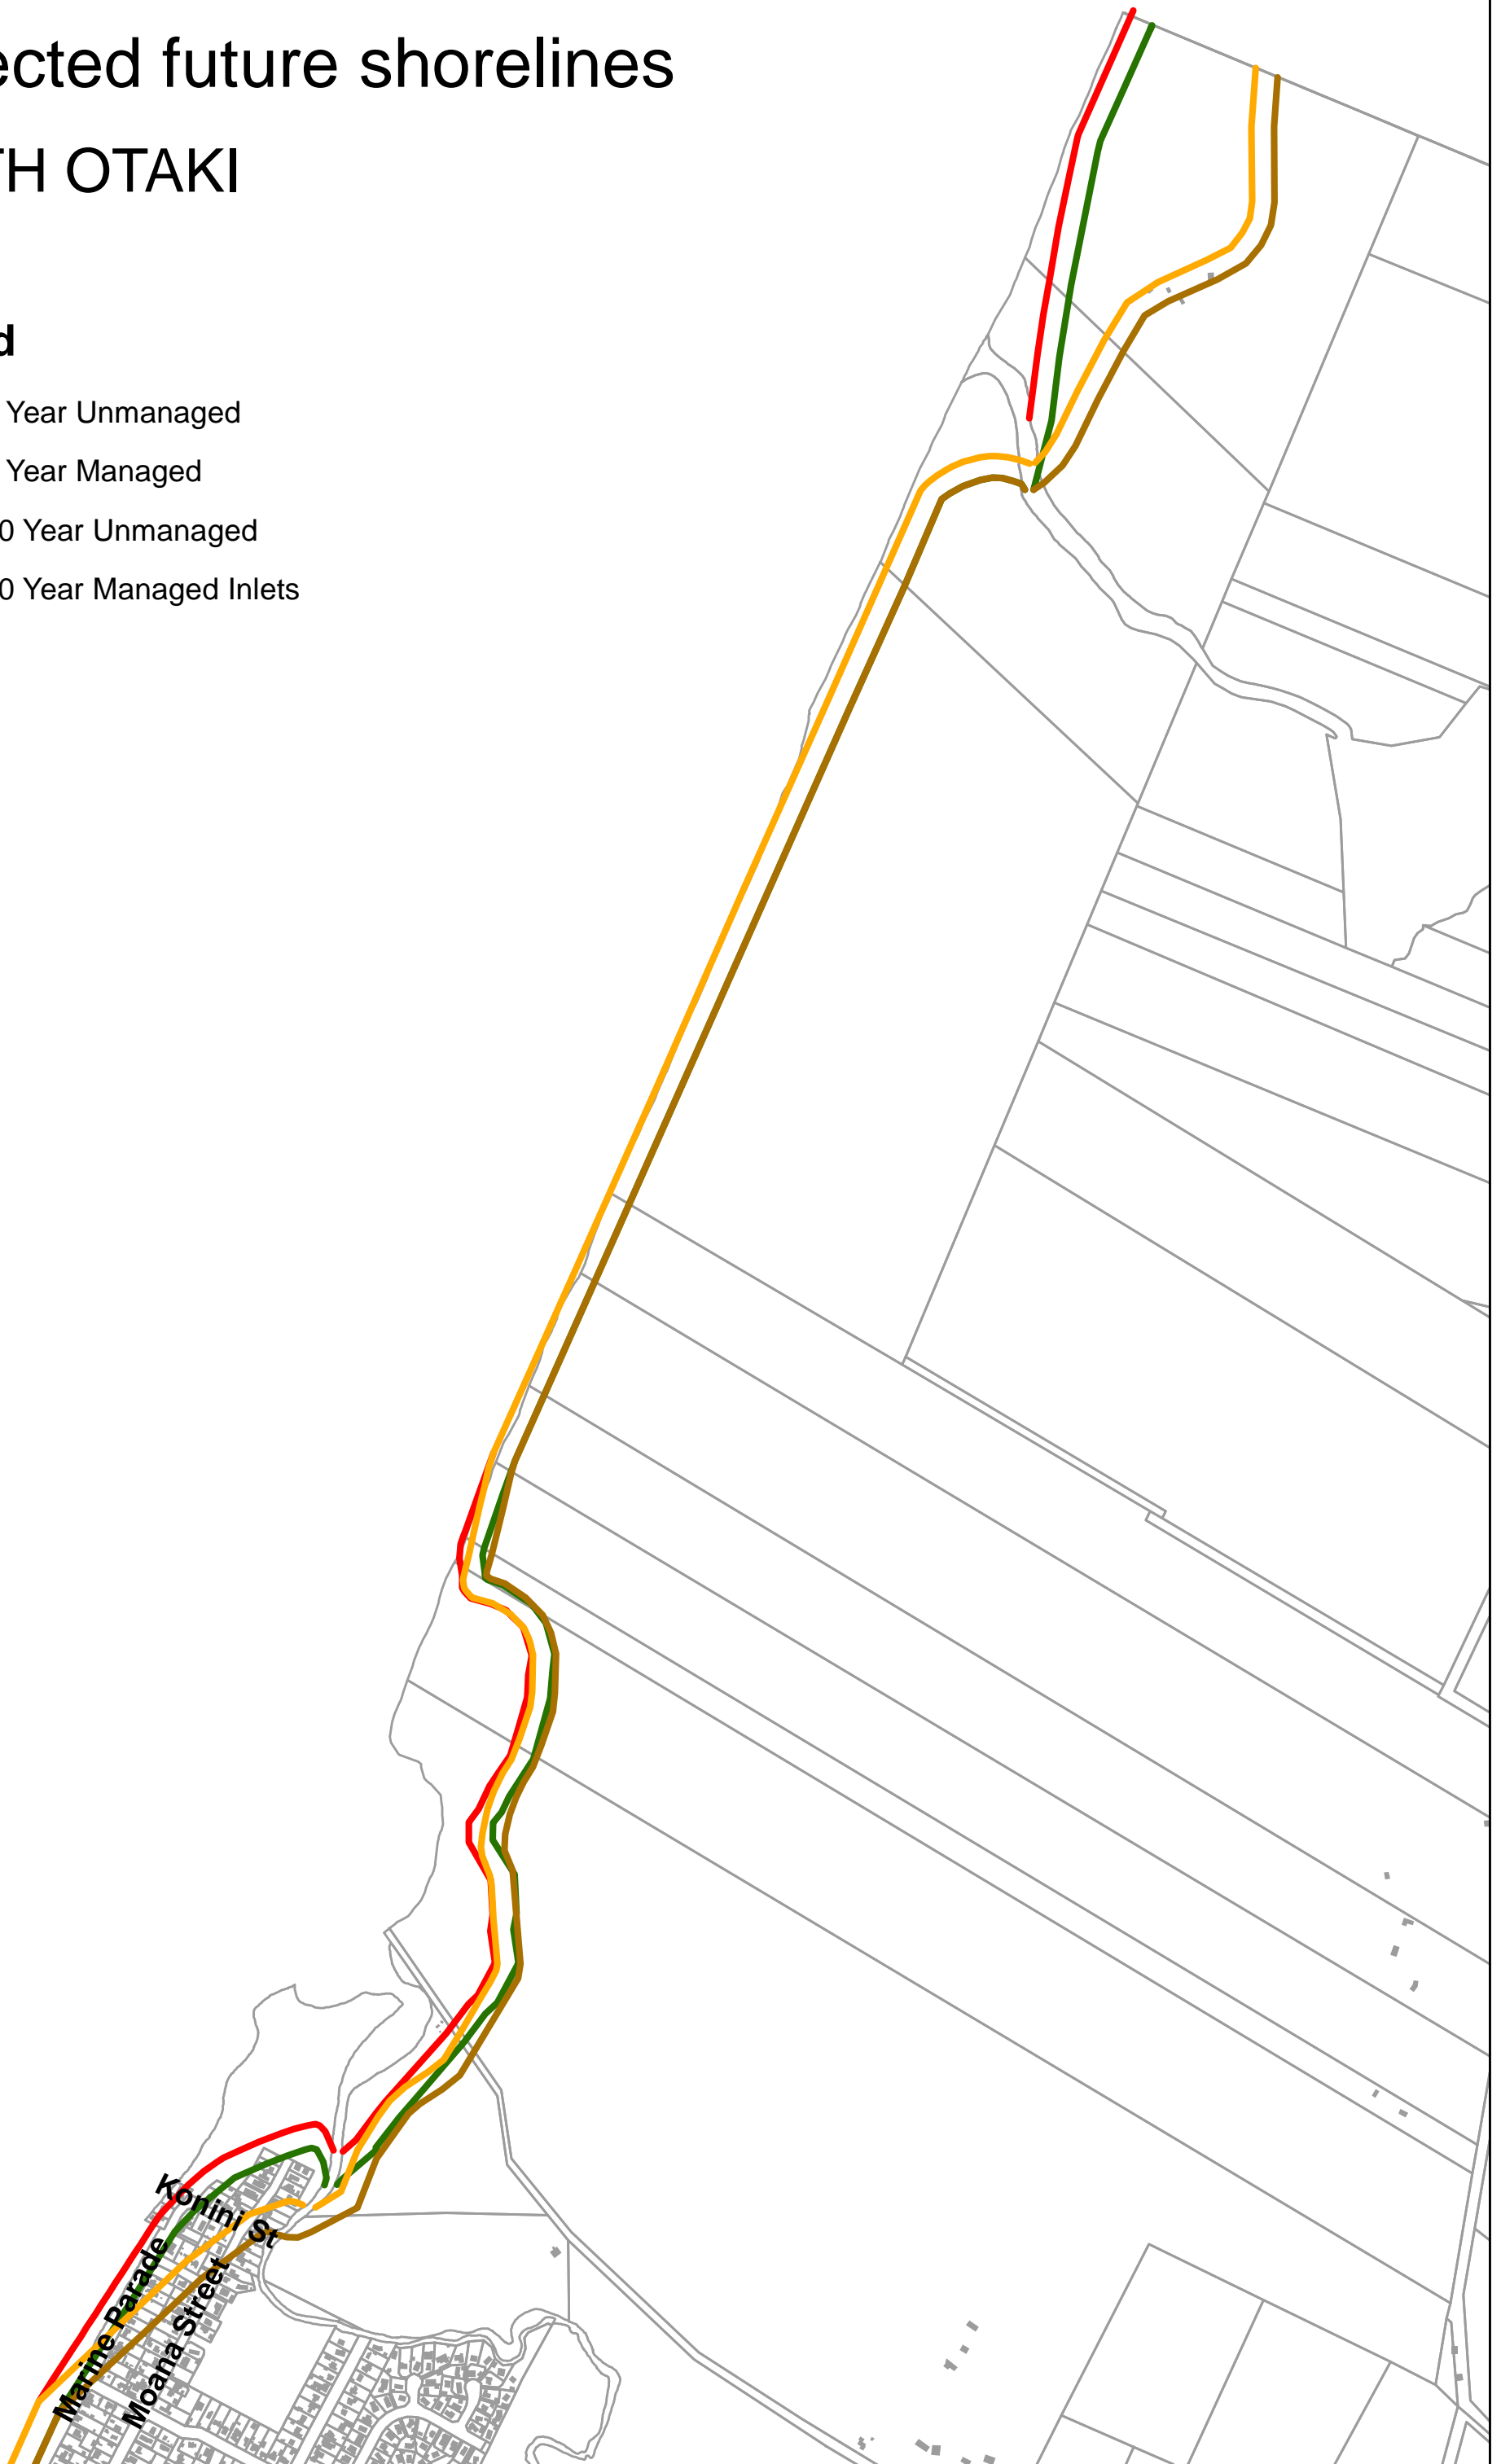 ected future shorelines
TH OTAKI
d
Year Unmanaged
Year Managed
0 Year Unmanaged
0 Year Managed Inlets
Konini St
Marine Parade
Moana Street